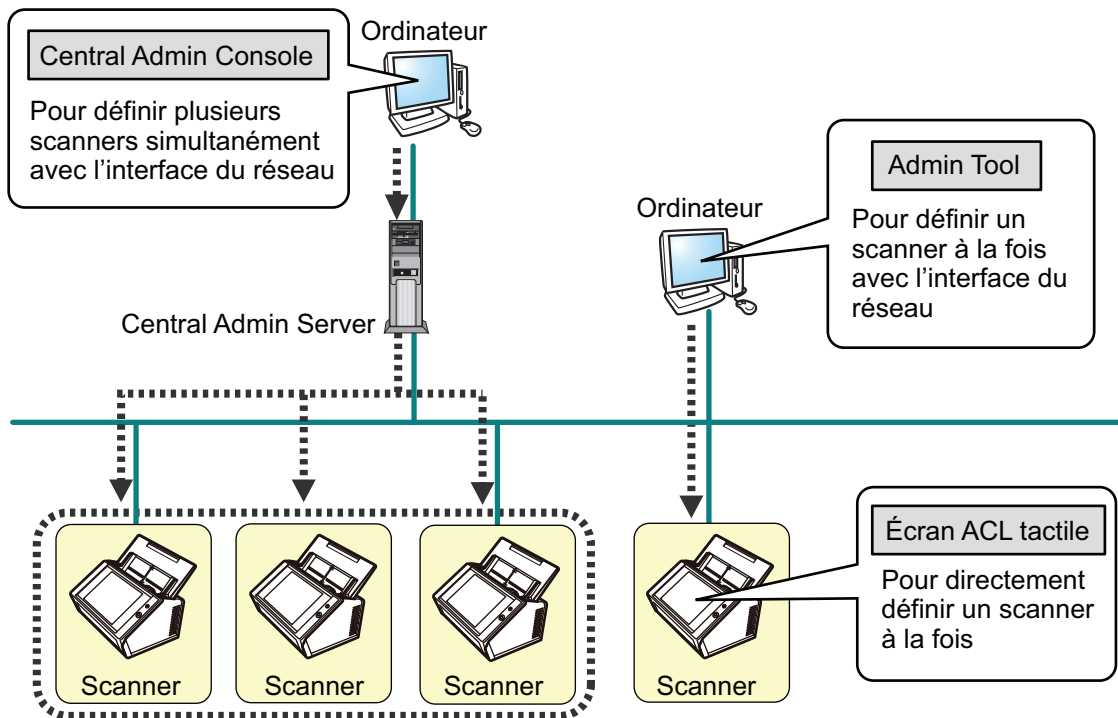 Ordinateur
Central Admin Console
Pour définir plusieurs
scanners simultanément
avec l'interface du réseau
Ordinateur
Admin Tool
Pour définir un
scanner à la fois
avec l'interface du
réseau
Central Admin Server
Écran ACL tactile
Pour directement
définir un scanner
à la fois
Scanner
Scanner
Scanner
Scanner